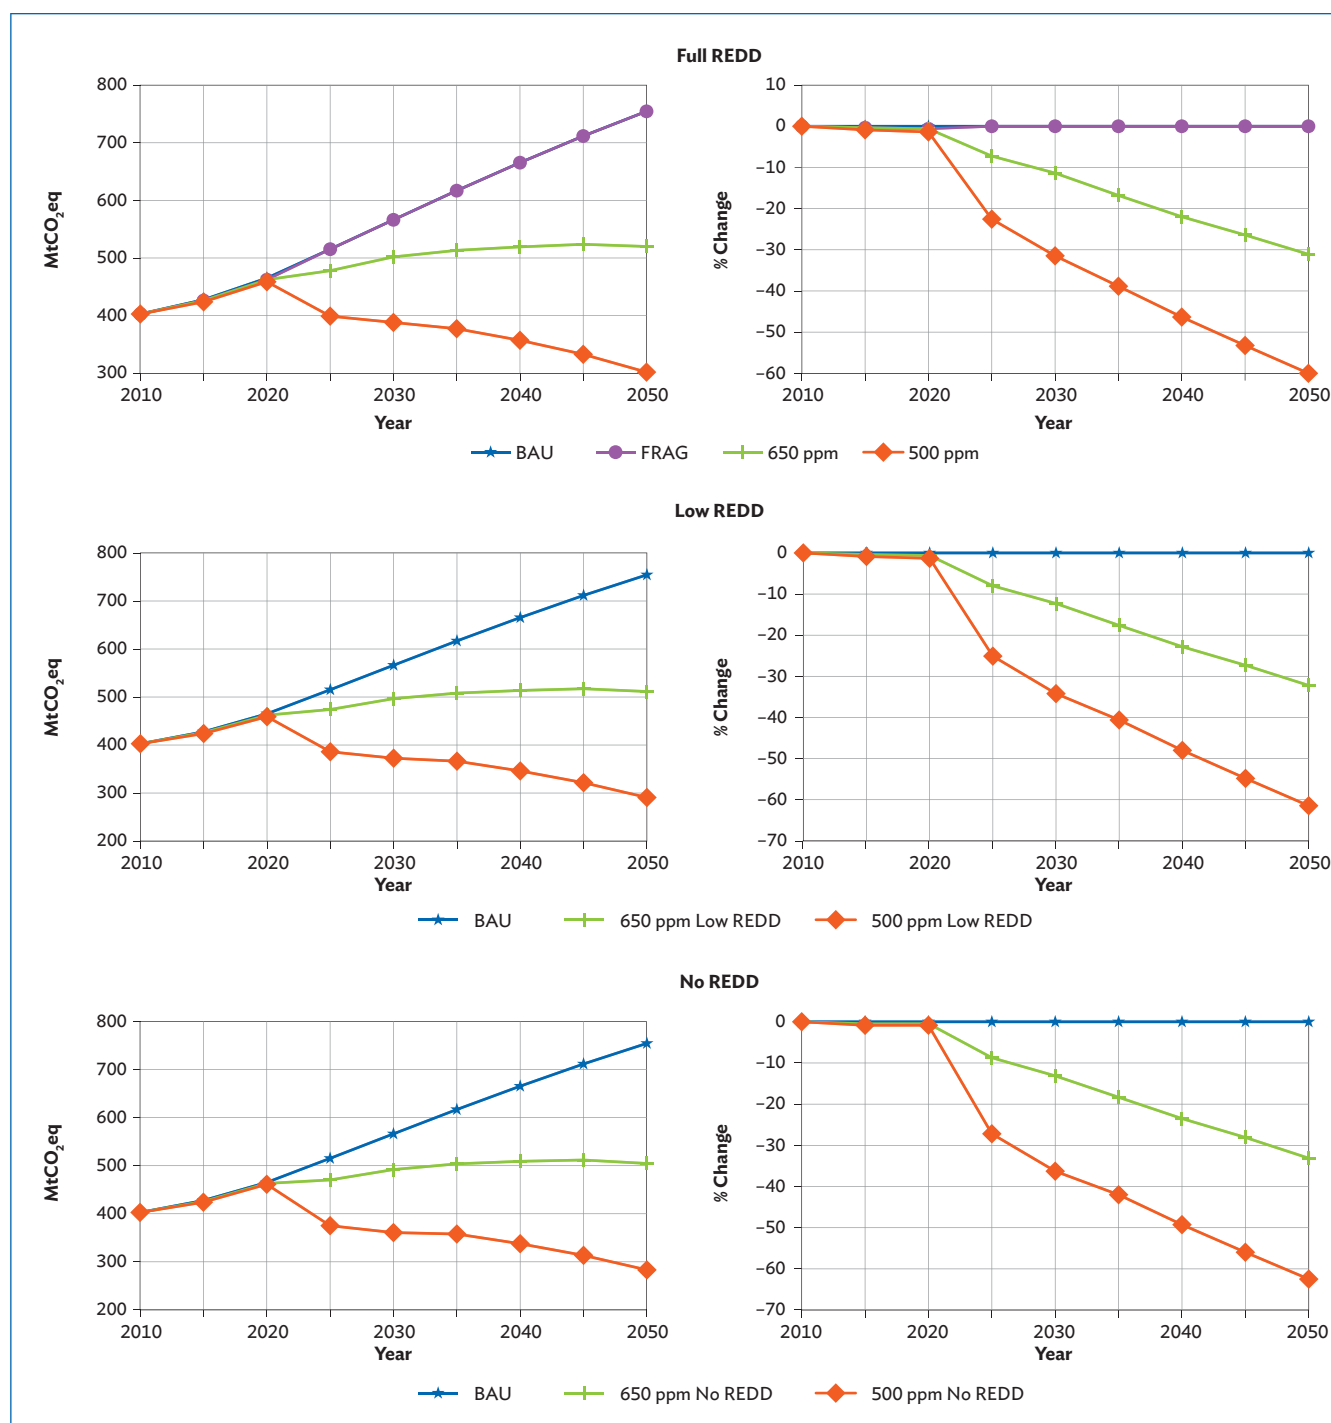 Full REDD
800
700
600
500
400
300
MtCO₂eq
2010 2020 2030 2040 2050
Year
10
0
–10
–20
–30
–40
–50
–60
% Change
2010 2020 2030 2040 2050
Year
BAU FRAG 650 ppm 500 ppm
Low REDD
800
700
600
500
400
300
200
MtCO₂eq
2010 2020 2030 2040 2050
Year
0
–10
–20
–30
–40
–50
–60
–70
% Change
2010 2020 2030 2040 2050
Year
BAU 650 ppm Low REDD 500 ppm Low REDD
No REDD
800
700
600
500
400
300
200
MtCO₂eq
2010 2020 2030 2040 2050
Year
0
–10
–20
–30
–40
–50
–60
–70
% Change
2010 2020 2030 2040 2050
Year
BAU 650 ppm No REDD 500 ppm No REDD